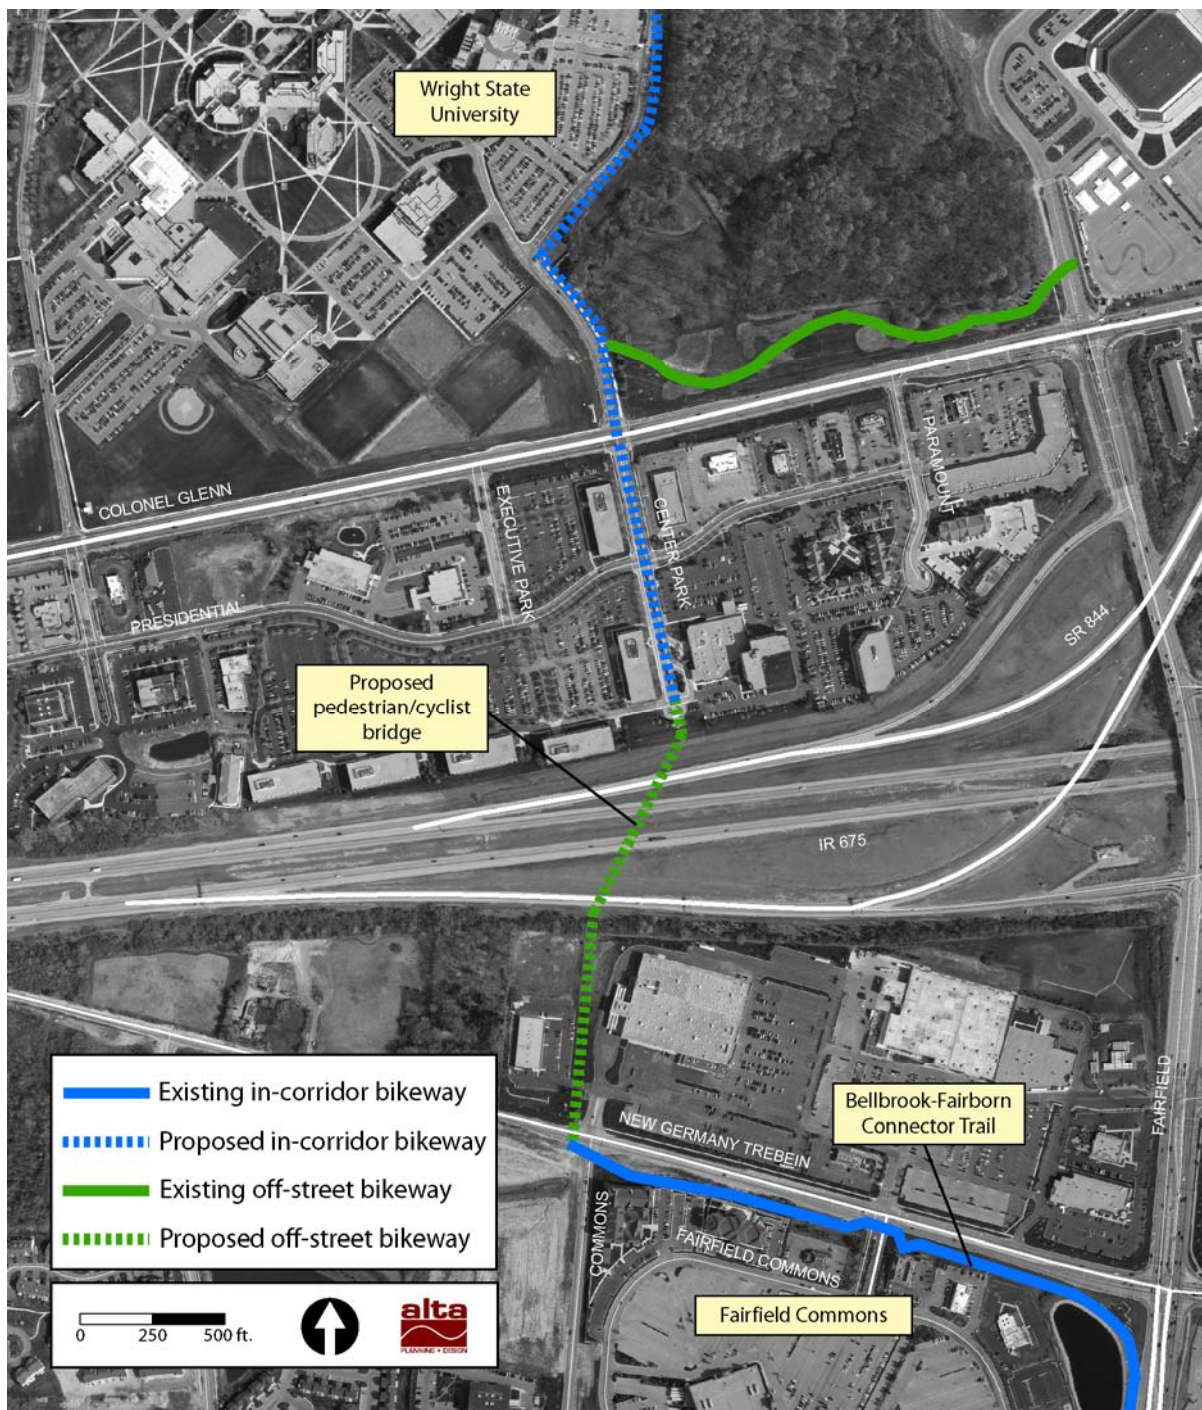 Wright State
University
COLONEL GLENN
EXECUTIVE PARK
CENTER PARK
PARAMOUNT
PRESIDENTIAL
SR 844
Proposed
pedestrian/cyclist
bridge
IR 675
FAIRFIELD
Bellbrook-Fairborn
Connector Trail
NEW GERMANY TREBEIN
COMMONS
FAIRFIELD COMMONS
Fairfield Commons
Existing in-corridor bikeway
Proposed in-corridor bikeway
Existing off-street bikeway
Proposed off-street bikeway
0 250 500 ft.
alta
PLANNING + DESIGN